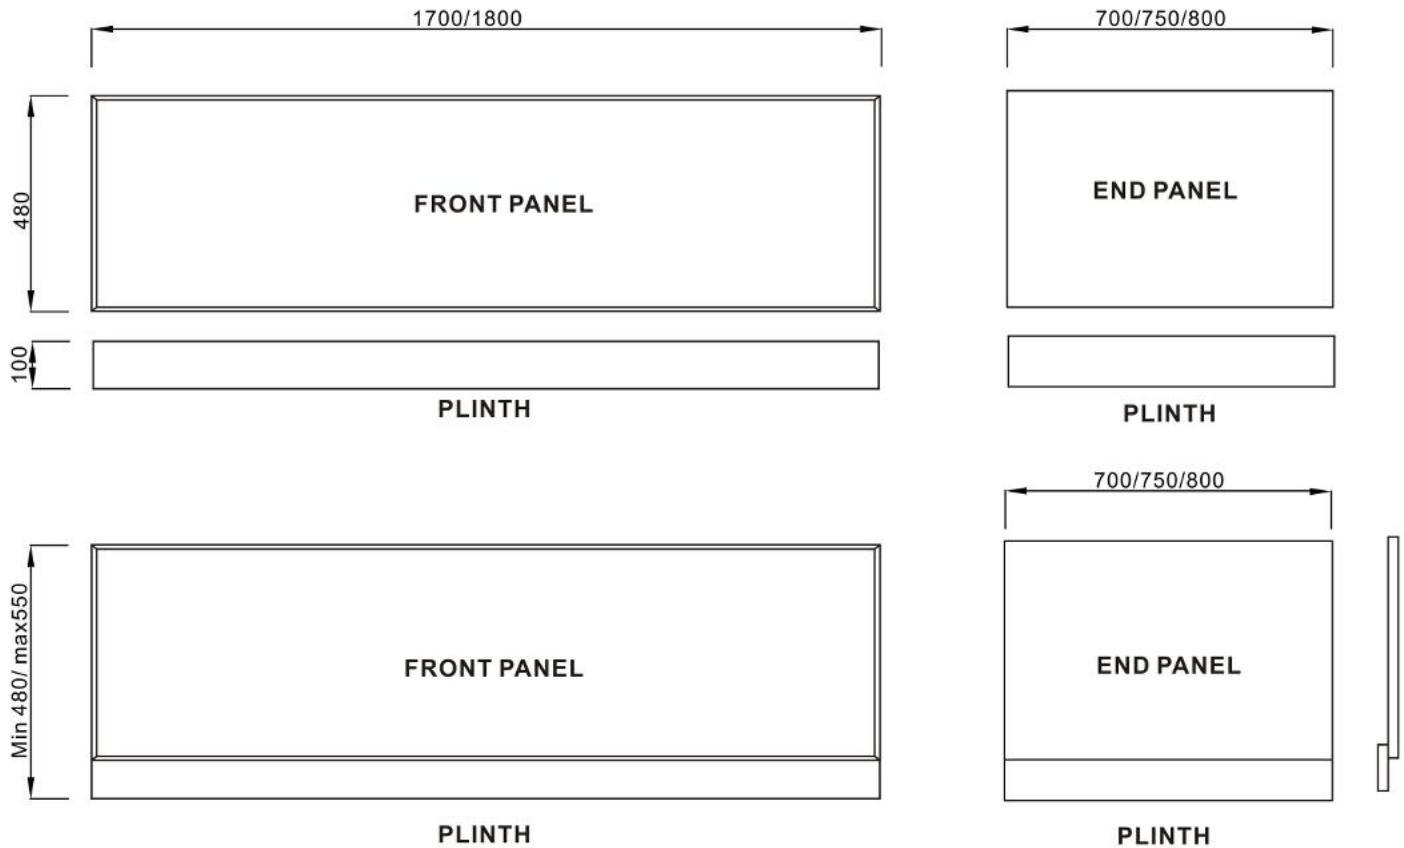 1700/1800
700/750/800
480
FRONT PANEL
END PANEL
100
PLINTH
PLINTH
700/750/800
Min 480/ max550
FRONT PANEL
END PANEL
PLINTH
PLINTH